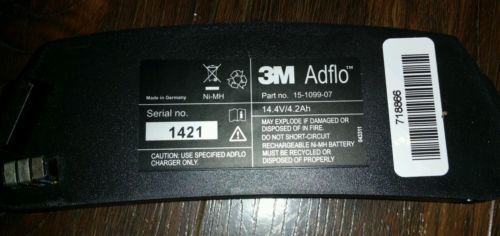 Made in Germany
Ni-MH
Serial no.
1421
CAUTION: USE SPECIFIED ADFLO
CHARGER ONLY.
3M Adflo™
Part no. 15-1099-07
14.4V/4.2Ah
MAY EXPLODE IF DAMAGED OR
DISPOSED OF IN FIRE.
DO NOT SHORT-CIRCUIT
RECHARGEABLE NI-MH BATTERY
MUST BE RECYCLED OR
DISPOSED OF PROPERLY
718866